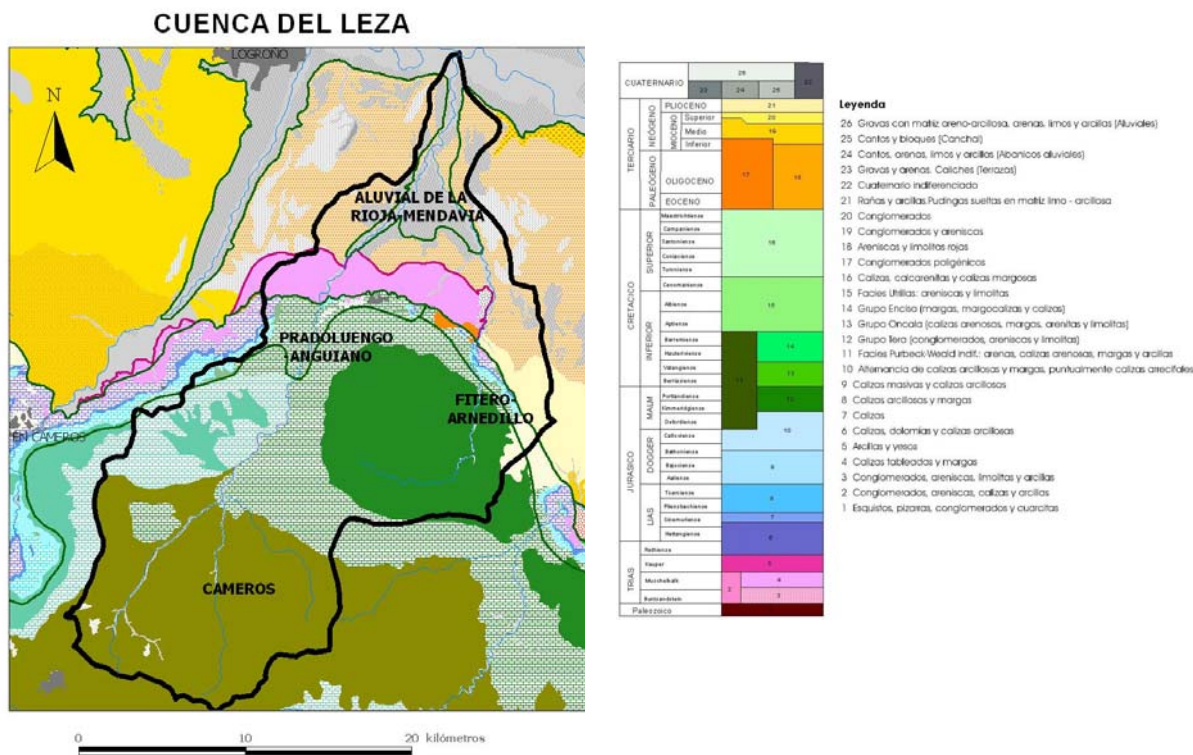 CUENCA DEL LEZA
LOGROÑO
N
ALUVIAL DE LA
RIOJA-MENDAVIA
PRADOLUENGO
ANGUIANO
FITERO-
ARNEDILLO
EN CAMEROS
CAMEROS
0 10 20 kilómetros
CUATERNARIO
26
22
23 24 25
TERCIARIO
NEÓGENO
PLIOCENO
21
MIOCENO
Superior
20
Medio
19
Inferior
PALEÓGENO
OLIGOCENO
17
18
EOCENO
CRETACICO
SUPERIOR
Maestrichtiense
Campaniense
Santoniense
Coniaciense
Turoniense
Cenomaniense
16
INFERIOR
Albiense
15
Aptiense
Barremiense
Hauteriviense
14
Valanginiense
13
Berriasiense
11
JURASICO
MALM
Portlandiense
12
Kimmeridgiense
Oxfordiense
10
DOGGER
Calloviense
Bathoniense
Bajociense
9
Aaleniense
LIAS
Toarciense
8
Pliensbachiense
Sinemuriense
7
Hettangiense
6
TRIAS
Rethiense
Keuper
5
Muschelkalk
4
2
Buntsandstein
3
Paleozoico
Leyenda
26 Gravas con matriz areno-arcillosa, arenas, limos y arcillas (Aluviales)
25 Cantos y bloques (Canchal)
24 Cantos, arenas, limos y arcillas (Abanicos aluviales)
23 Gravas y arenas. Caliches (Terrazas)
22 Cuaternario indiferenciado
21 Rañas y arcillas.Pudingas sueltas en matriz limo - arcillosa
20 Conglomerados
19 Conglomerados y areniscas
18 Areniscas y limolitas rojas
17 Conglomerados poligénicos
16 Calizas, calcarenitas y calizas margosas
15 Facies Utrillas: areniscas y limolitas
14 Grupo Enciso (margas, margocalizas y calizas)
13 Grupo Oncala (calizas arenosas, margas, arenitas y limolitas)
12 Grupo Tera (conglomerados, areniscas y limolitas)
11 Facies Purbeck-Weald Indif.: arenas, calizas arenosas, margas y arcillas
10 Alternancia de calizas arcillosas y margas, puntualmente calizas arrecifales
9 Calizas masivas y calizas arcillosas
8 Calizas arcillosas y margas
7 Calizas
6 Calizas, dolomias y calizas arcillosas
5 Arcillas y yesos
4 Calizas tableadas y margas
3 Conglomerados, areniscas, limolitas y arcillas
2 Conglomerados, areniscas, calizas y arcillas
1 Esquistos, pizarras, conglomerados y cuarcitas